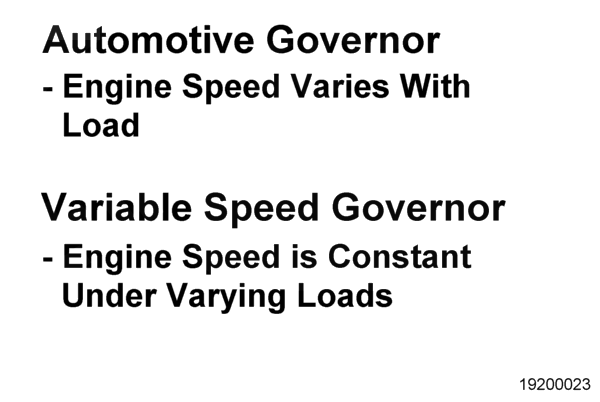 Automotive Governor
- Engine Speed Varies With
Load
Variable Speed Governor
- Engine Speed is Constant
Under Varying Loads
19200023